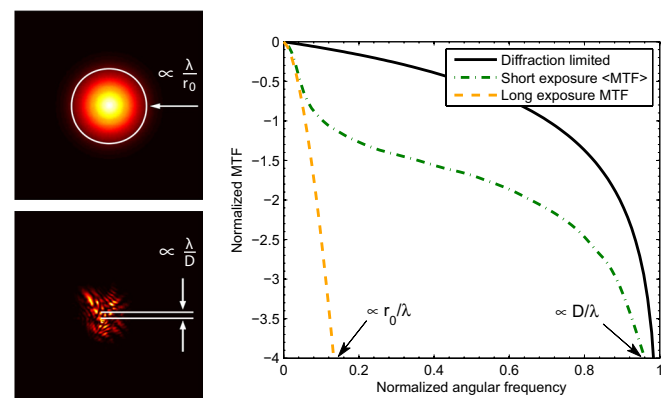 ∝ λ/r₀
∝ λ/D
0
−0.5
−1
−1.5
−2
−2.5
−3
−3.5
−4
Normalized MTF
Diffraction limited
Short exposure <MTF>
Long exposure MTF
∝ r₀/λ
∝ D/λ
0 0.2 0.4 0.6 0.8 1
Normalized angular frequency